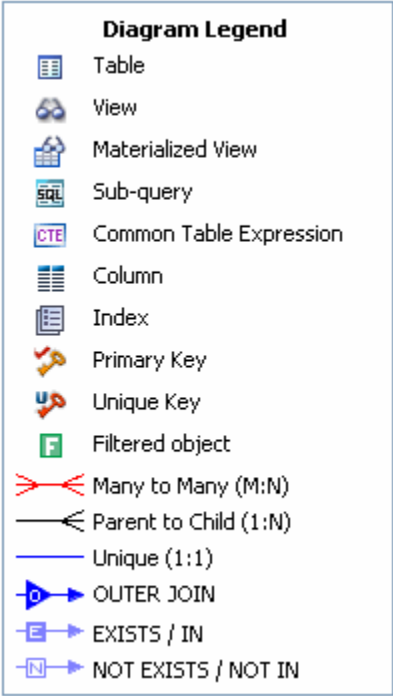 Diagram Legend
Table
View
Materialized View
SQL Sub-query
CTE Common Table Expression
Column
Index
Primary Key
U Unique Key
F Filtered object
Many to Many (M:N)
Parent to Child (1:N)
Unique (1:1)
O OUTER JOIN
E EXISTS / IN
N NOT EXISTS / NOT IN